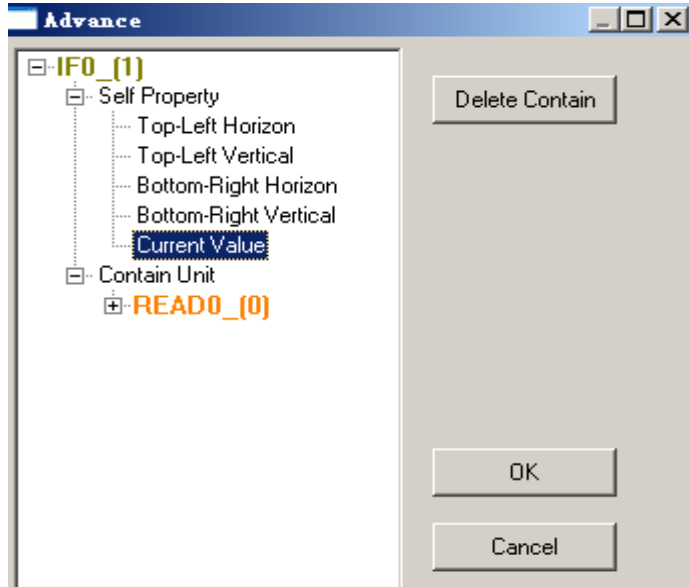 Advance
IF0_(1)
Self Property
Top-Left Horizon
Top-Left Vertical
Bottom-Right Horizon
Bottom-Right Vertical
Current Value
Contain Unit
READ0_(0)
Delete Contain
OK
Cancel